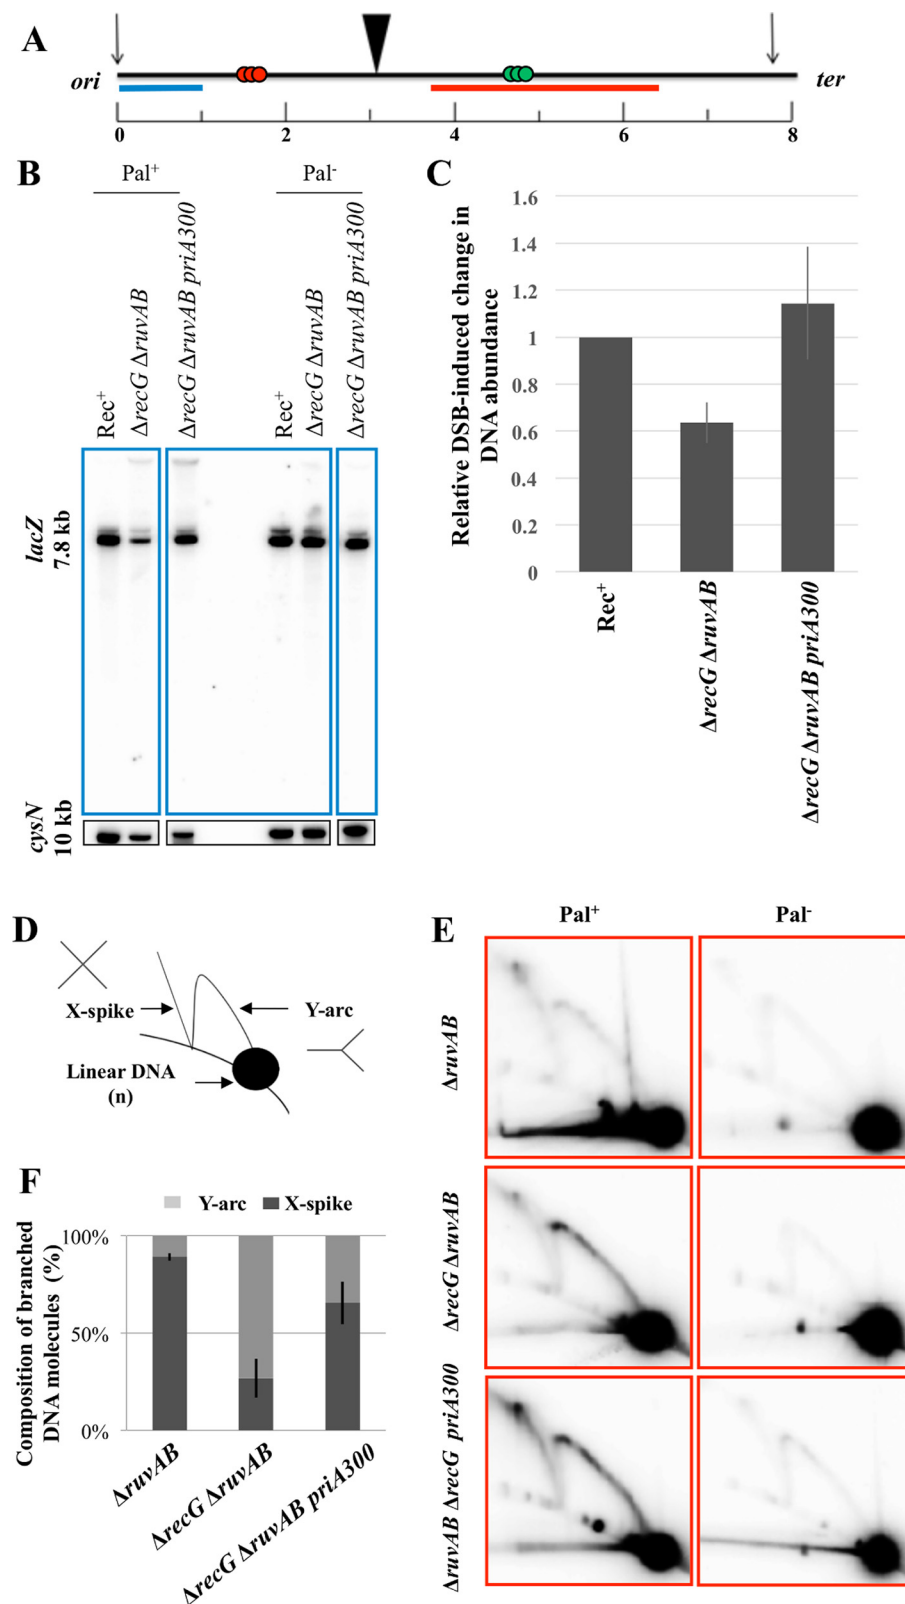 A
ori
ter
0 2 4 6 8
B
Pal⁺ Pal⁻
Rec⁺
ΔrecG ΔruvAB
ΔrecG ΔruvAB priA300
Rec⁺
ΔrecG ΔruvAB
ΔrecG ΔruvAB priA300
lacZ
7.8 kb
cysN
10 kb
C
Relative DSB-induced change in
DNA abundance
1.6
1.4
1.2
1
0.8
0.6
0.4
0.2
0
Rec⁺
ΔrecG ΔruvAB
ΔrecG ΔruvAB priA300
D
X-spike
Y-arc
Linear DNA
(n)
E
Pal⁺ Pal⁻
ΔruvAB
ΔrecG ΔruvAB
ΔruvAB ΔrecG priA300
F
Y-arc X-spike
Composition of branched
DNA molecules (%)
100%
50%
0%
ΔruvAB
ΔrecG ΔruvAB
ΔrecG ΔruvAB priA300